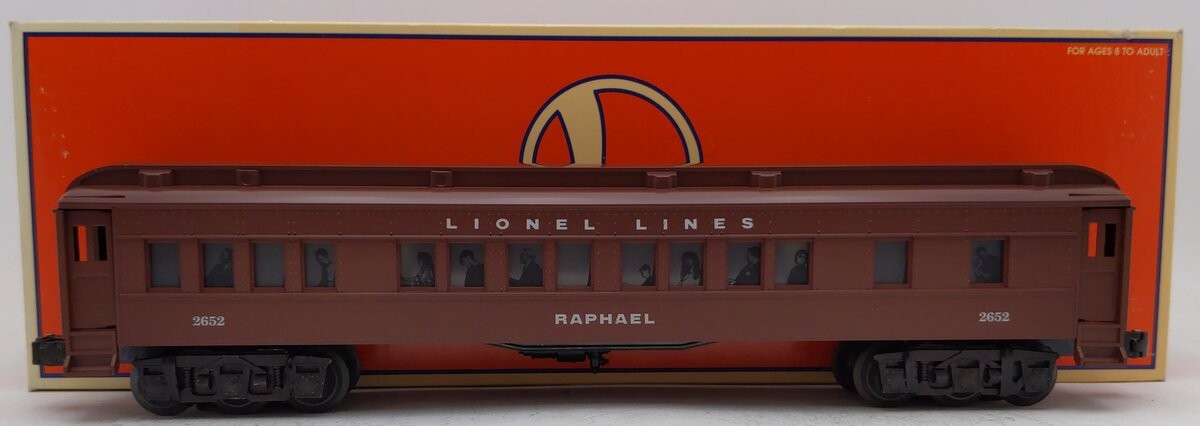 FOR AGES 8 TO ADULT
LIONEL LINES
RAPHAEL
2652
2652